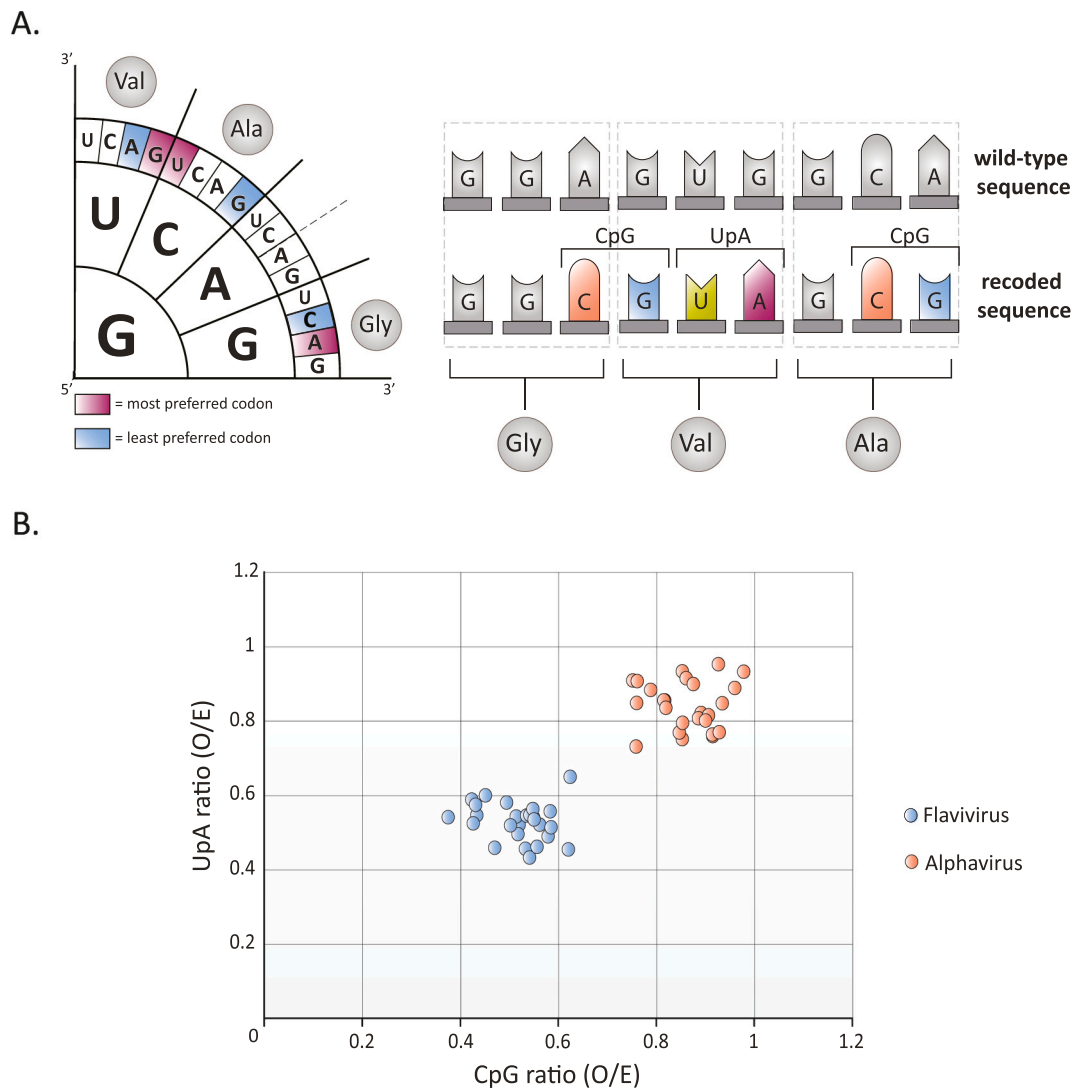 A.
3’
Val
Ala
U C A G U C A G U C A G U C A G
U C A G
G
Gly
5’
3’
= most preferred codon
= least preferred codon
G G A G U G G C A
wild-type
sequence
CpG UpA CpG
G G C G U A G C G
recoded
sequence
Gly Val Ala
B.
1.2
1
0.8
0.6
0.4
0.2
0
UpA ratio (O/E)
0 0.2 0.4 0.6 0.8 1 1.2
CpG ratio (O/E)
Flavivirus
Alphavirus